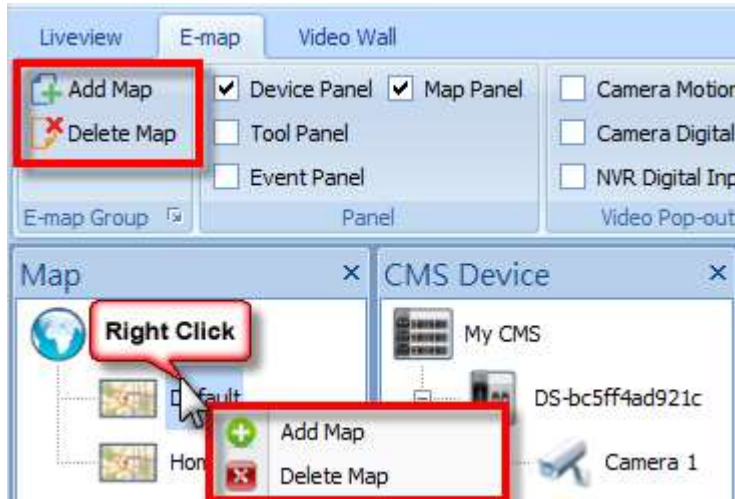 Liveview E-map Video Wall
Add Map Device Panel Map Panel Camera Motion
Delete Map Tool Panel Camera Digital
Event Panel NVR Digital Inp
E-map Group Panel Video Pop-out
Map × CMS Device ×
Right Click My CMS
DS-bc5ff4ad921c
Add Map
Camera 1
Delete Map